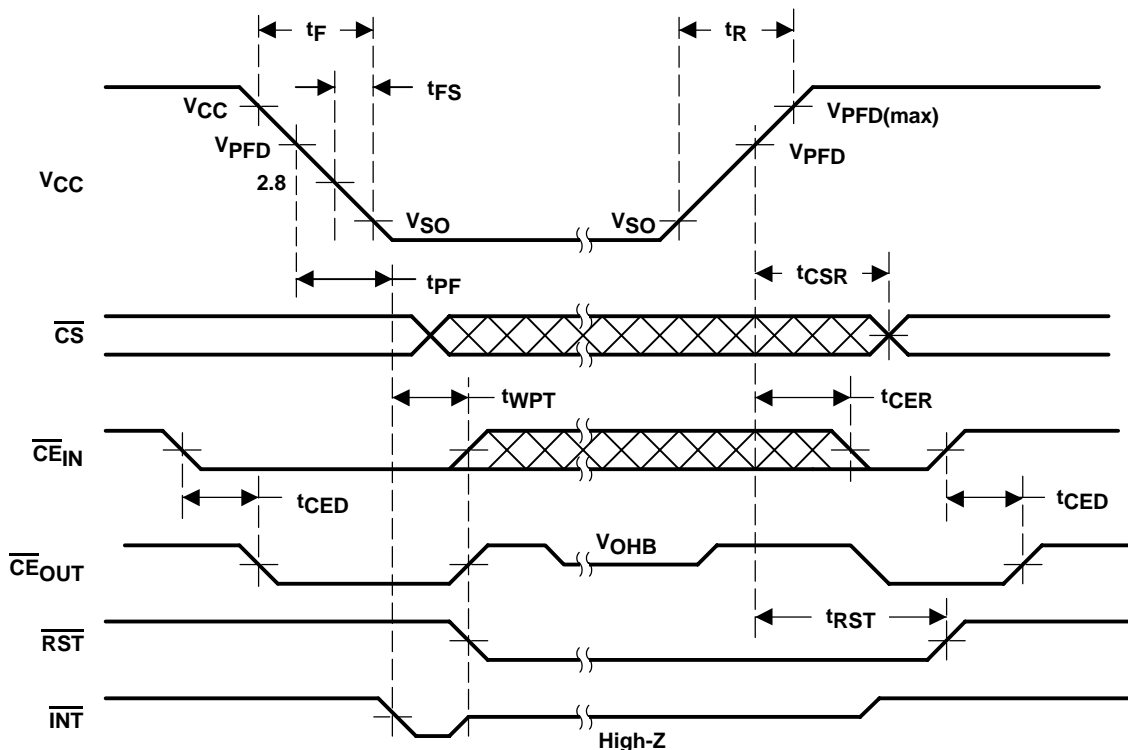 tF
tR
tFS
VCC
VPFD(max)
VPFD
VPFD
VCC
2.8
VSO
VSO
tPF
tCSR
CS
tWPT
tCER
CEIN
tCED
tCED
VOHB
CEOUT
tRST
RST
INT
High-Z